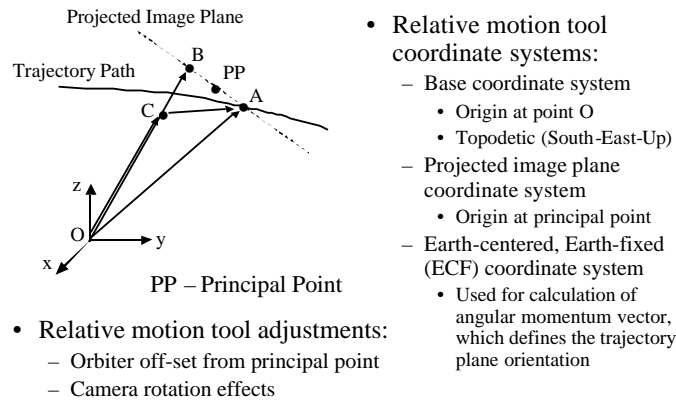 Projected Image Plane
B
PP
Trajectory Path
A
C
z
O
y
x
PP – Principal Point
• Relative motion tool adjustments:
– Orbiter off-set from principal point
– Camera rotation effects
• Relative motion tool
coordinate systems:
– Base coordinate system
• Origin at point O
• Topodetic (South-East-Up)
– Projected image plane
coordinate system
• Origin at principal point
– Earth-centered, Earth-fixed
(ECF) coordinate system
• Used for calculation of
angular momentum vector,
which defines the trajectory
plane orientation